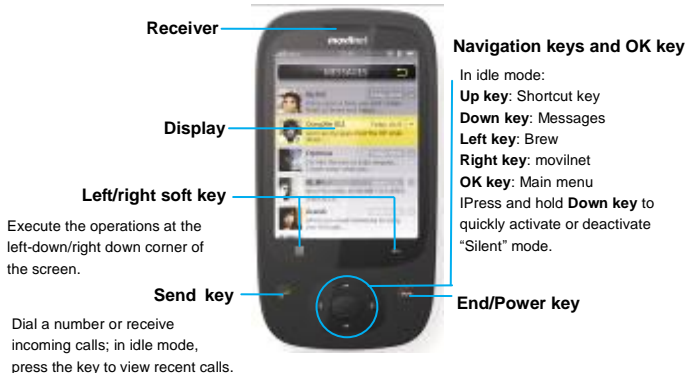 Receiver
movilnet
MESSAGES
Display
Left/right soft key
Execute the operations at the
left-down/right down corner of
the screen.
Send key
Dial a number or receive
incoming calls; in idle mode,
press the key to view recent calls.
Navigation keys and OK key
In idle mode:
Up key: Shortcut key
Down key: Messages
Left key: Brew
Right key: movilnet
OK key: Main menu
IPress and hold Down key to
quickly activate or deactivate
“Silent” mode.
End/Power key